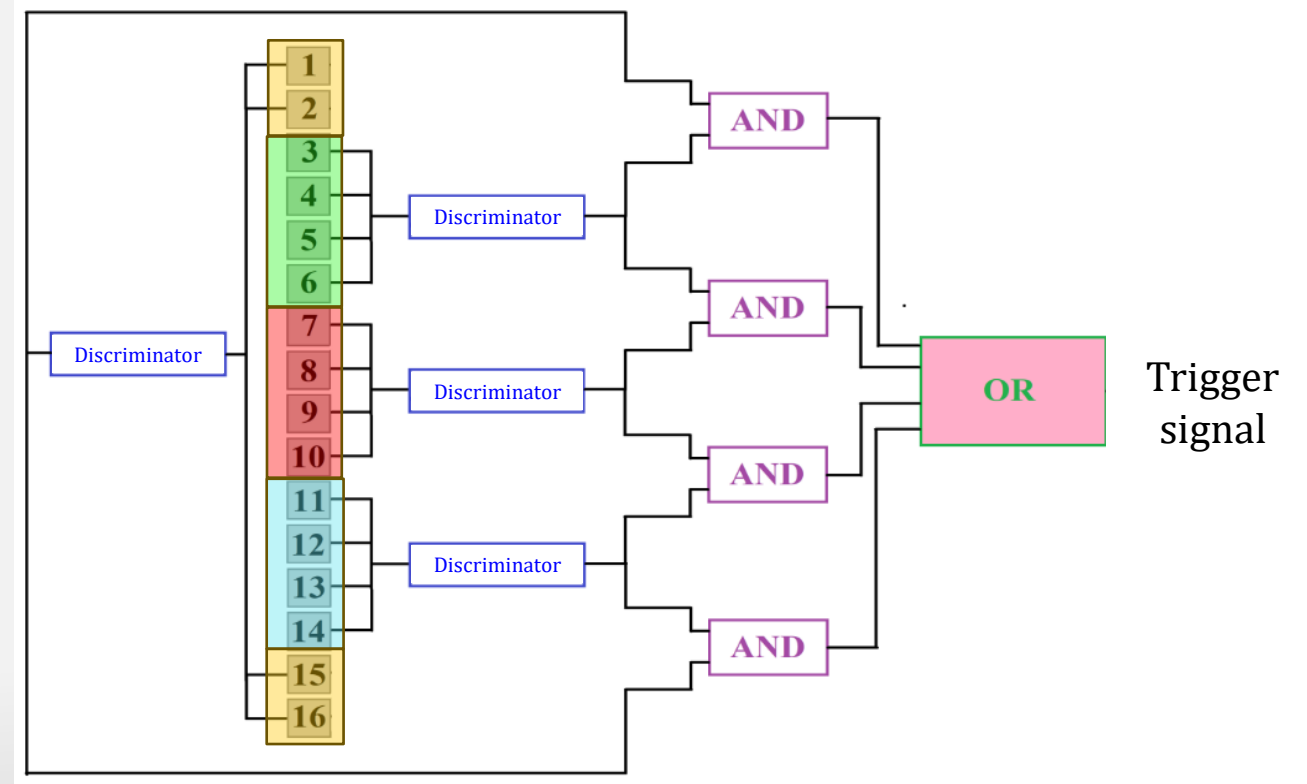 1
2
3
4
5
6
7
8
9
10
11
12
13
14
15
16
Discriminator
Discriminator
Discriminator
Discriminator
AND
AND
AND
AND
OR
Trigger
signal